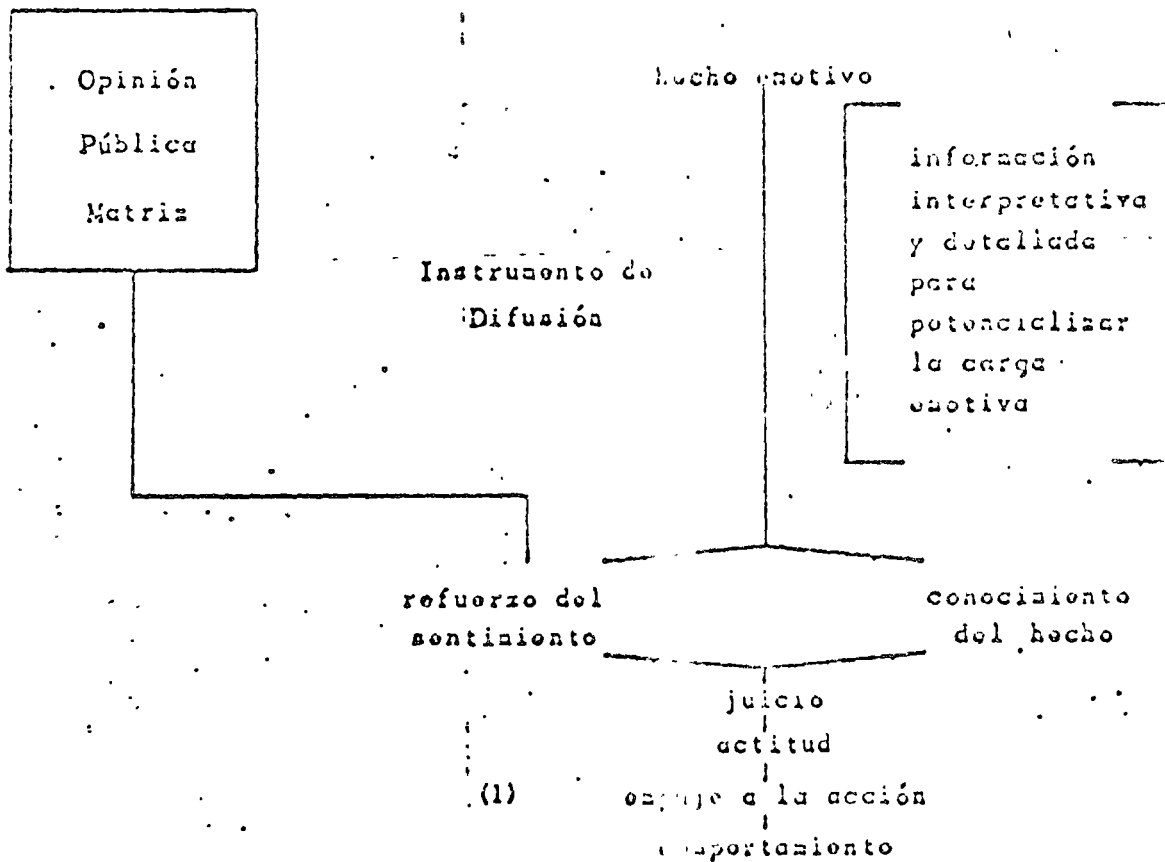 Opinión
Pública
Matriz
hecho emotivo
información
interpretativa
y detallada
para
potencializar
la carga
emotiva
Instrumento de
Difusión
refuerzo del
sentimiento
conocimiento
del hecho
juicio
actitud
(1) empuje a la acción
comportamiento